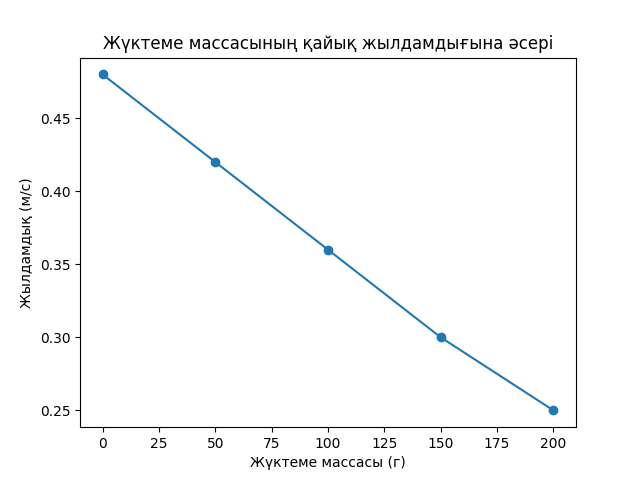 Жүктеме массасының қайық жылдамдығына әсері
Жылдамдық (м/с)
0.45
0.40
0.35
0.30
0.25
0 25 50 75 100 125 150 175 200
Жүктеме массасы (г)